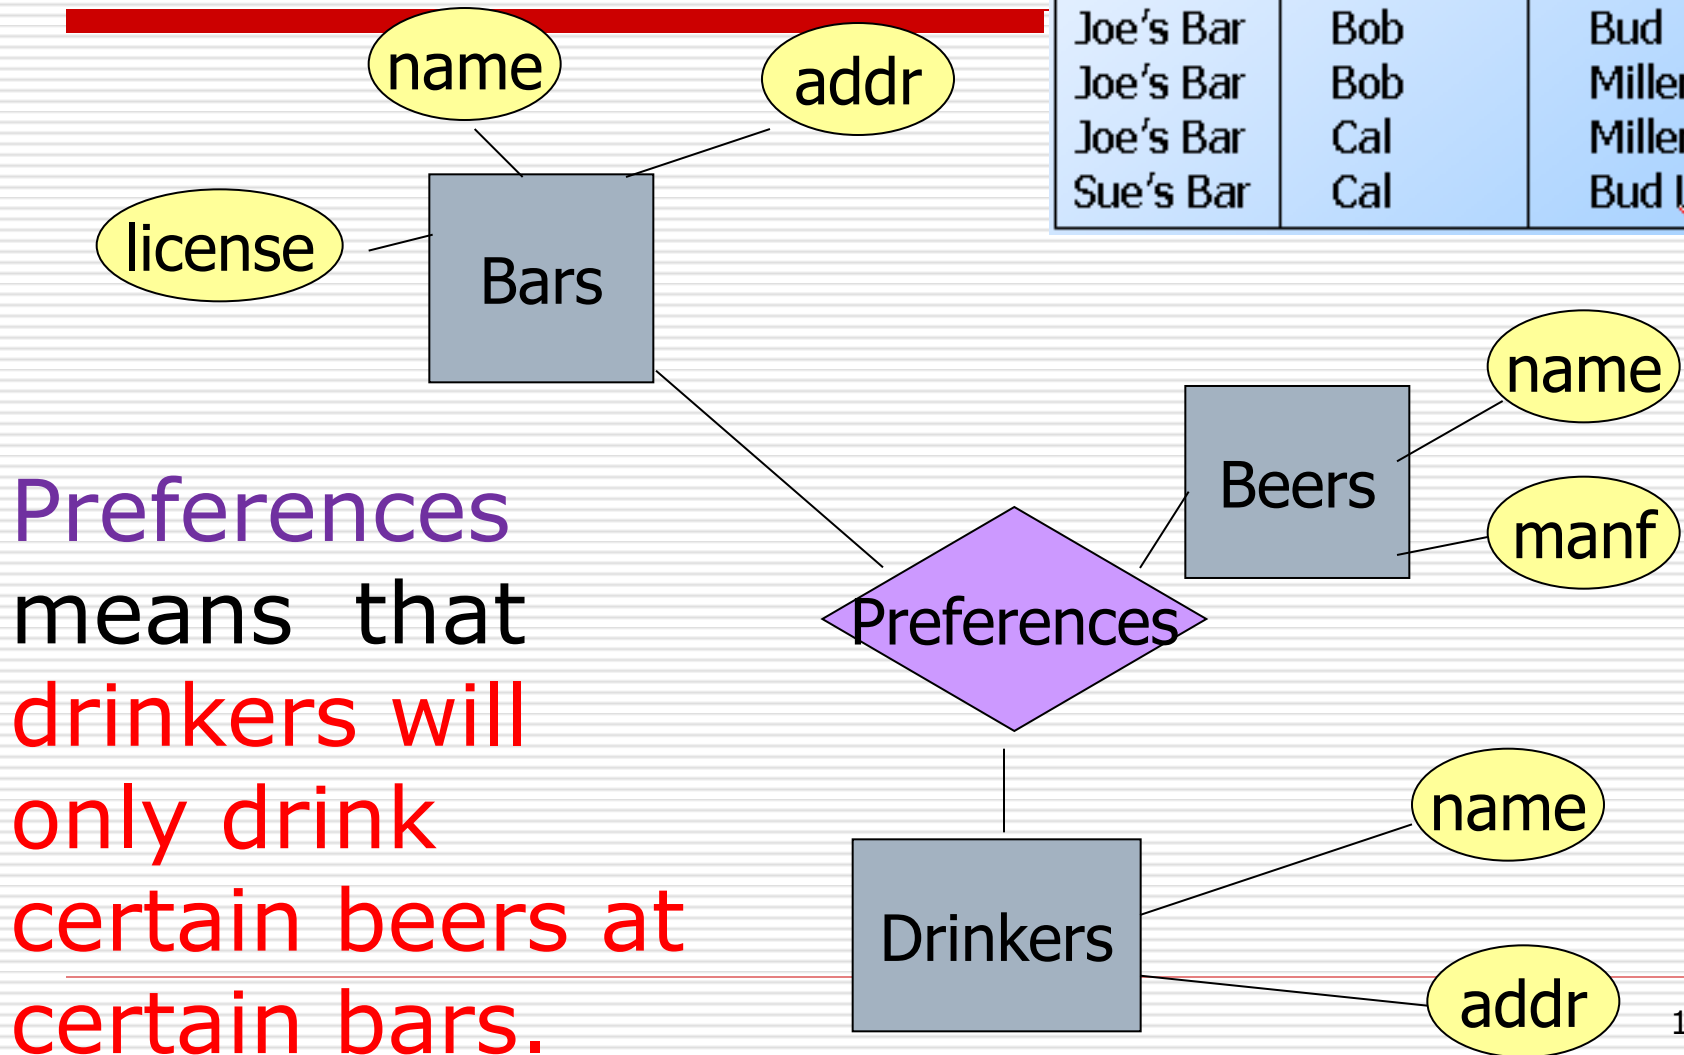 Joe's Bar Bob Bud
Joe's Bar Bob Miller
Joe's Bar Cal Miller
Sue's Bar Cal Bud
name
addr
license
Bars
name
Beers
manf
Preferences
Preferences
means that
drinkers will
only drink
certain beers at
certain bars.
name
Drinkers
addr
1